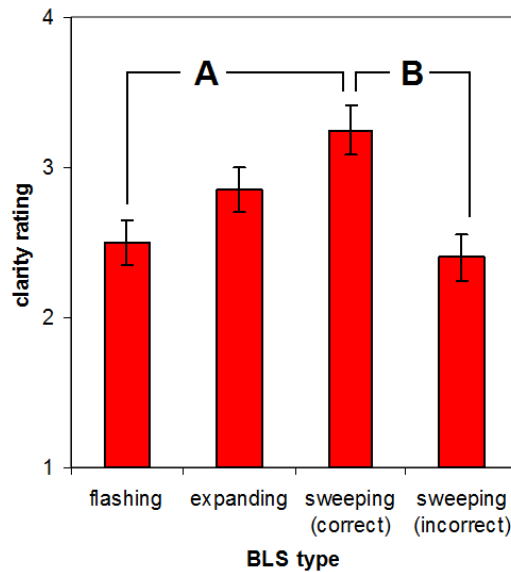 4
A
B
3
clarity rating
2
1
flashing
expanding
sweeping
(correct)
sweeping
(incorrect)
BLS type